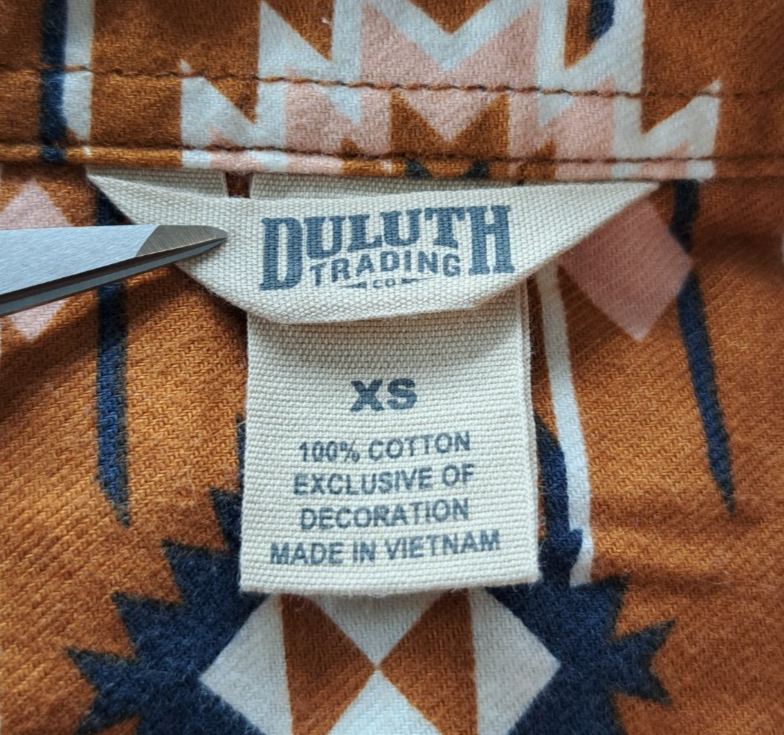 DULUTH
TRADING
CO
XS
100% COTTON
EXCLUSIVE OF
DECORATION
MADE IN VIETNAM